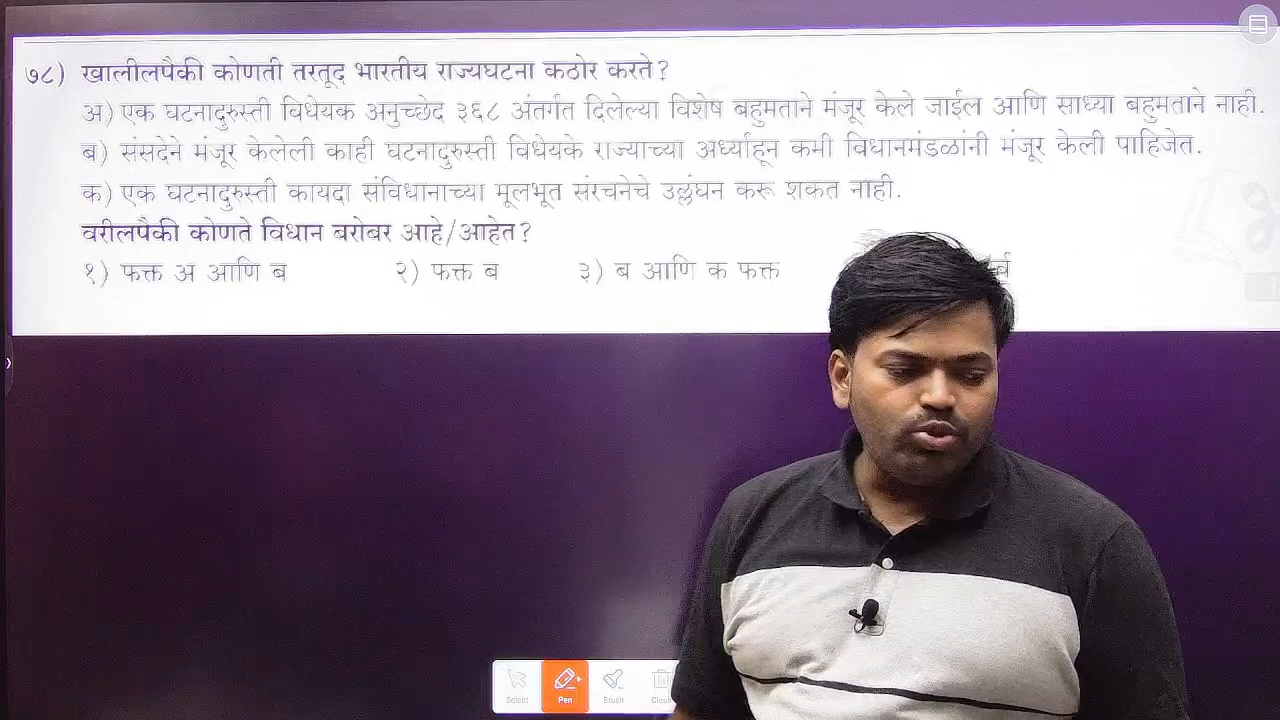 ७८) खालीलपैकी कोणती तरतूद भारतीय राज्यघटना कठोर करते?
अ) एक घटनादुरुस्ती विधेयक अनुच्छेद ३६८ अंतर्गत दिलेल्या विशेष बहुमताने मंजूर केले जाईल आणि साध्या बहुमताने नाही.
ब) संसदेने मंजूर केलेली काही घटनादुरुस्ती विधेयके राज्याच्या अर्ध्याहून कमी विधानमंडळांनी मंजूर केली पाहिजेत.
क) एक घटनादुरुस्ती कायदा संविधानाच्या मूलभूत संरचनेचे उल्लंघन करू शकत नाही.
वरीलपैकी कोणते विधान बरोबर आहे/आहेत?
१) फक्त अ आणि ब २) फक्त ब ३) ब आणि क फक्त
Select Pen Brush